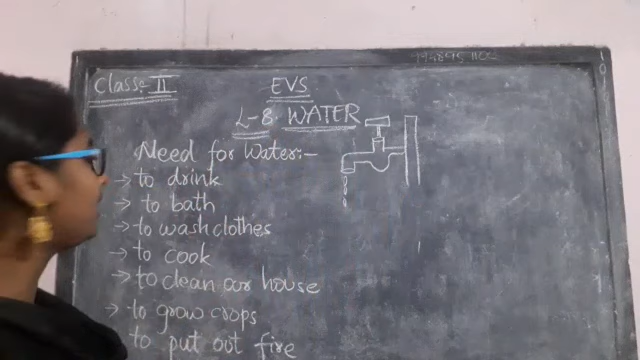 Class:- II
EVS
L-8. WATER
Need for Water:-
→ to drink
→ to bath
→ to wash clothes
→ to cook
→ to clean our house
→ to grow crops
to put out fire